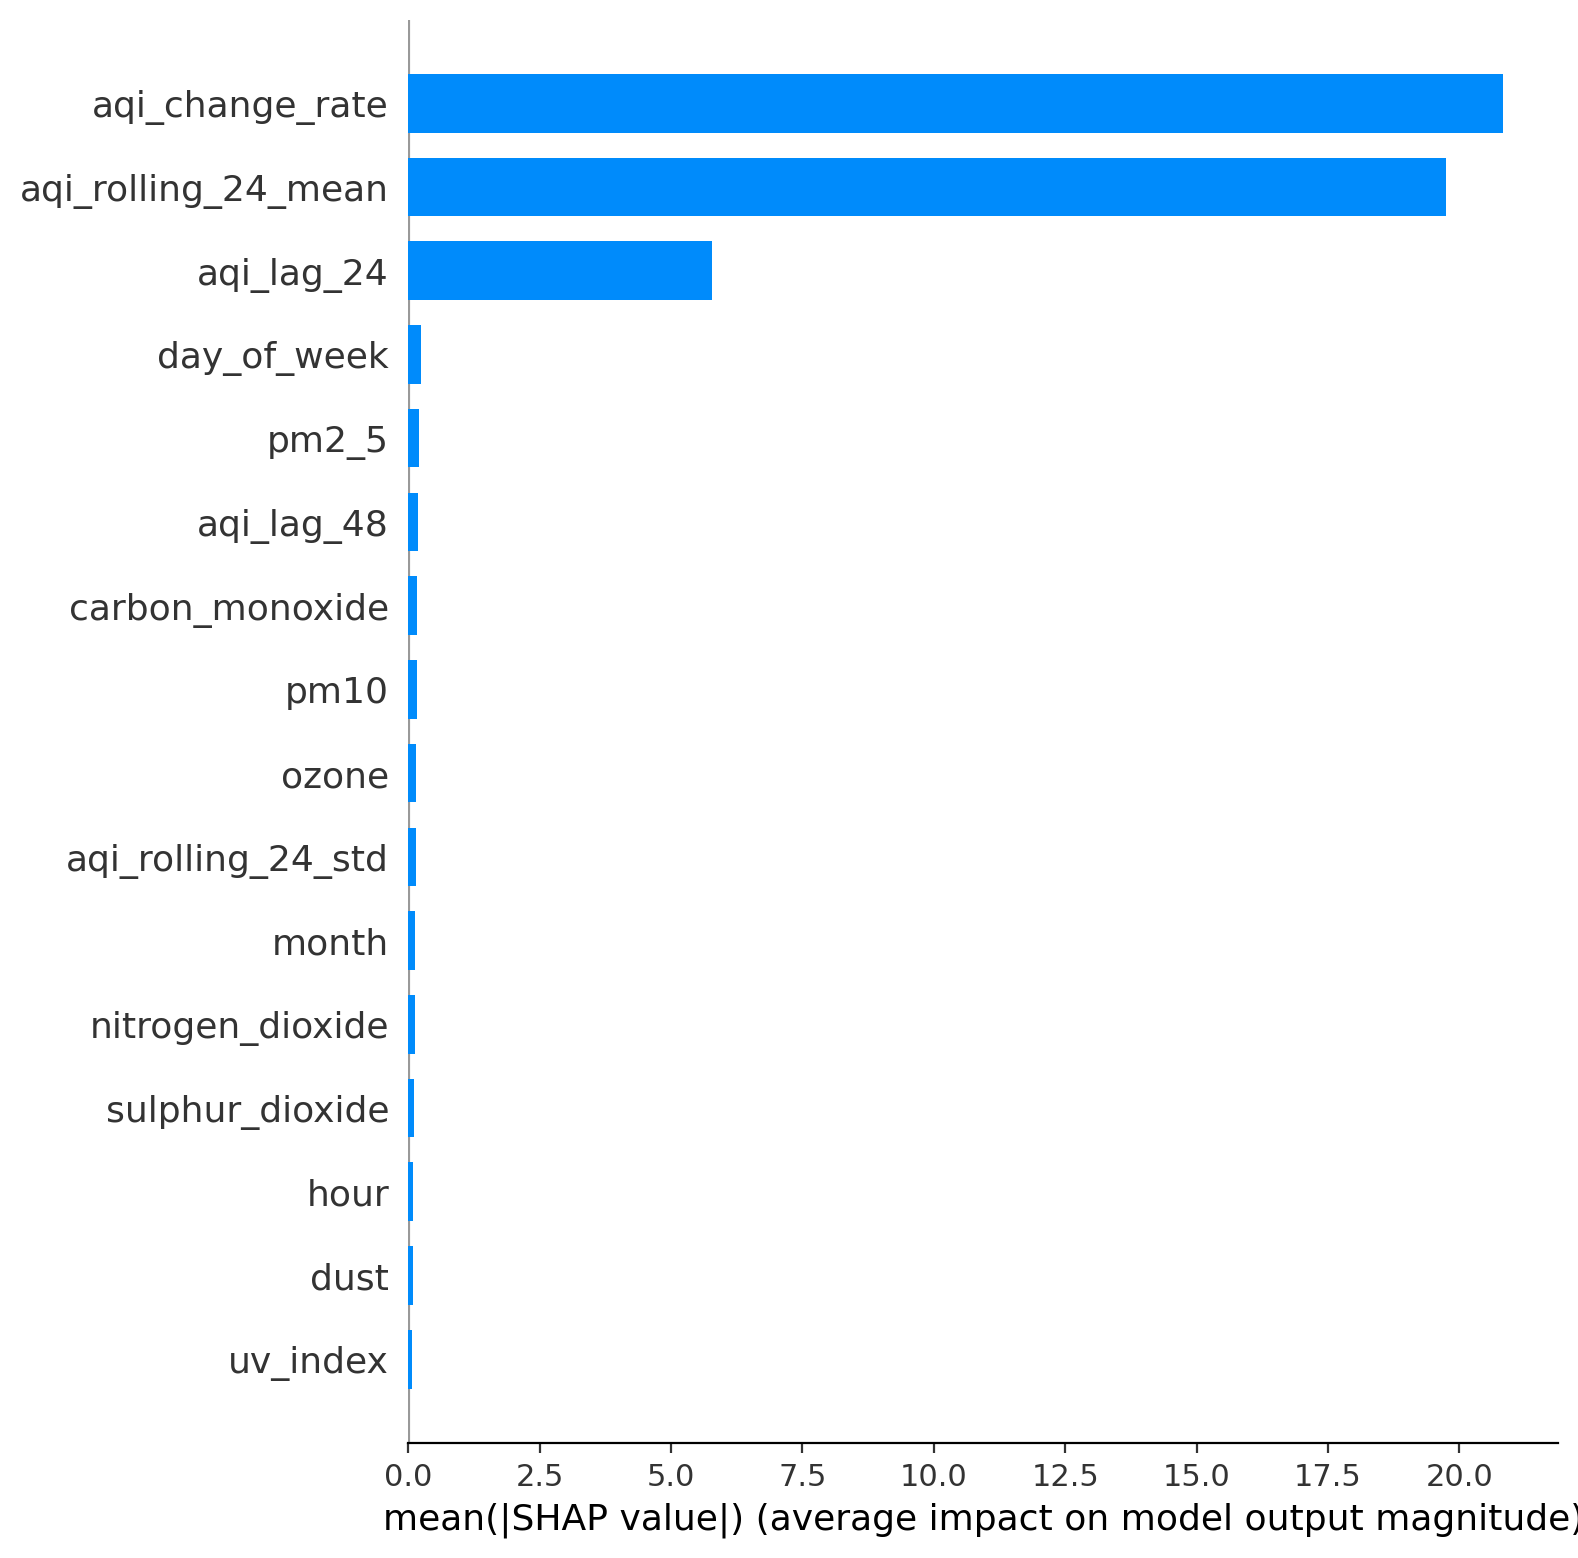 aqi_change_rate
aqi_rolling_24_mean
aqi_lag_24
day_of_week
pm2_5
aqi_lag_48
carbon_monoxide
pm10
ozone
aqi_rolling_24_std
month
nitrogen_dioxide
sulphur_dioxide
hour
dust
uv_index
0.0 2.5 5.0 7.5 10.0 12.5 15.0 17.5 20.0
mean(|SHAP value|) (average impact on model output magnitude)